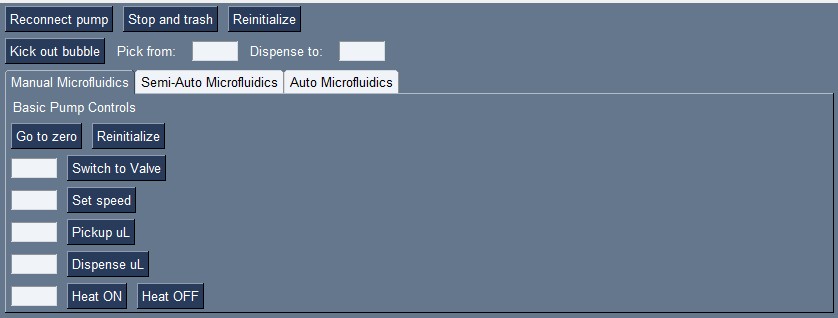 Reconnect pump Stop and trash Reinitialize
Kick out bubble Pick from: Dispense to:
Manual Microfluidics Semi-Auto Microfluidics Auto Microfluidics
Basic Pump Controls
Go to zero Reinitialize
Switch to Valve
Set speed
Pickup uL
Dispense uL
Heat ON Heat OFF